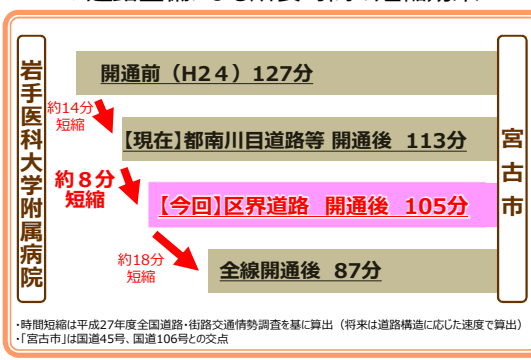 岩手医科大学附属病院
開通前（H２４）127分
約14分
短縮
【現在】都南川目道路等 開通後 113分
約８分
短縮
【今回】区界道路 開通後 105分
約18分
短縮
全線開通後 87分
宮古市
・時間短縮は平成27年度全国道路・街路交通情勢調査を基に算出（将来は道路構造に応じた速度で算出）
・「宮古市」は国道45号、国道106号との交点